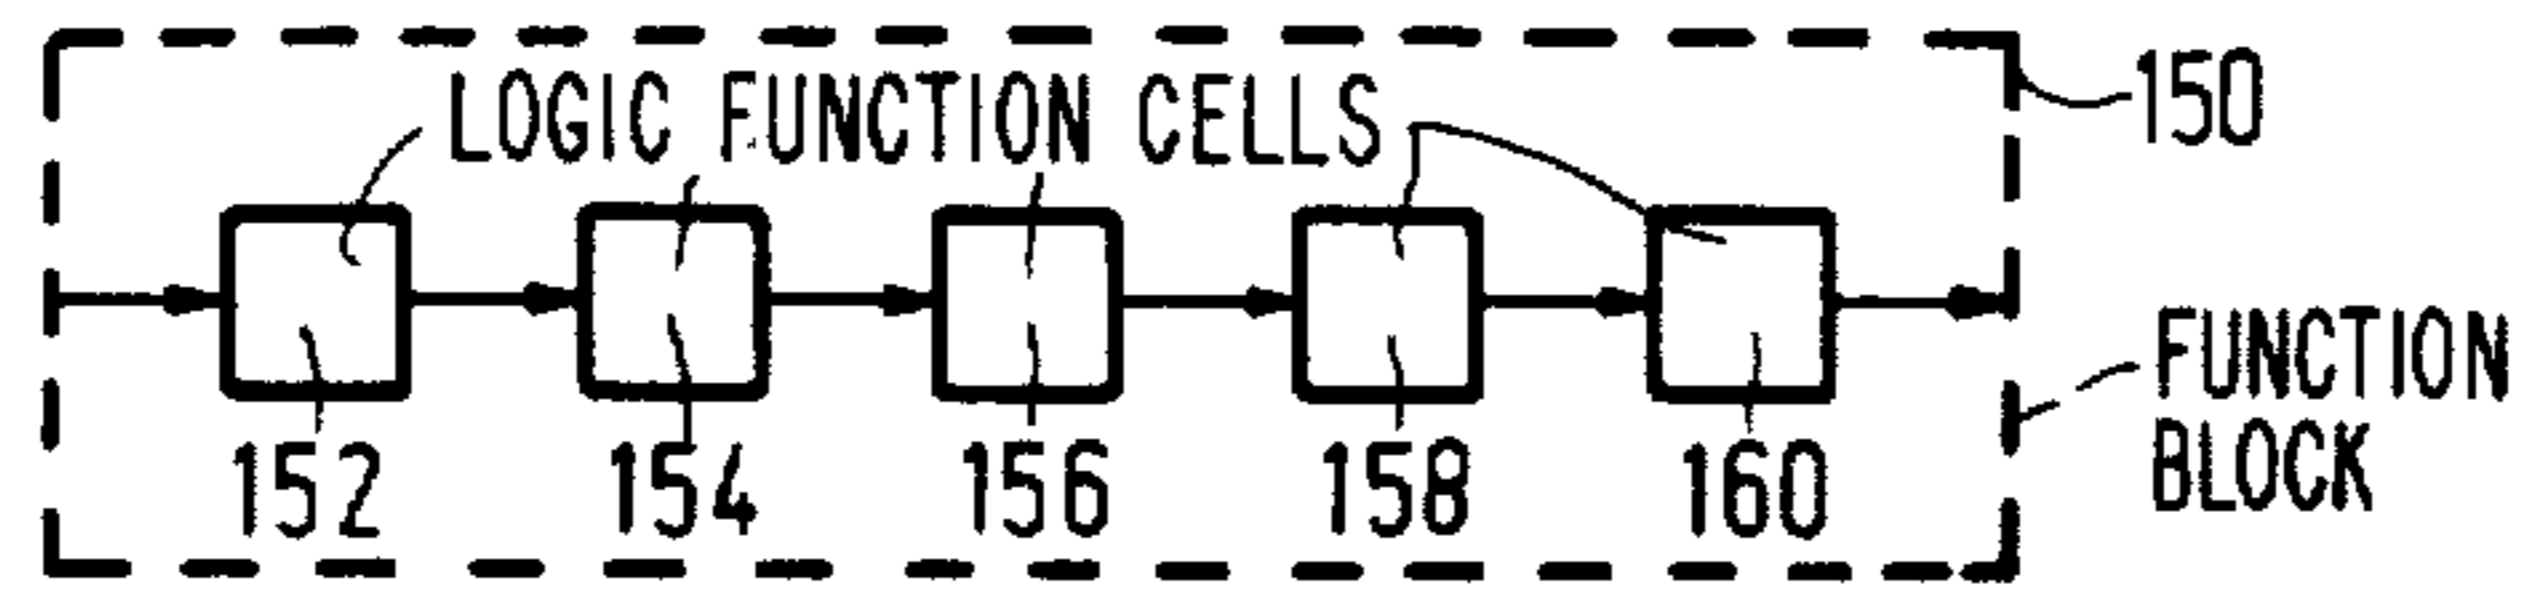 LOGIC FUNCTION CELLS
150
FUNCTION
BLOCK
152 154 156 158 160